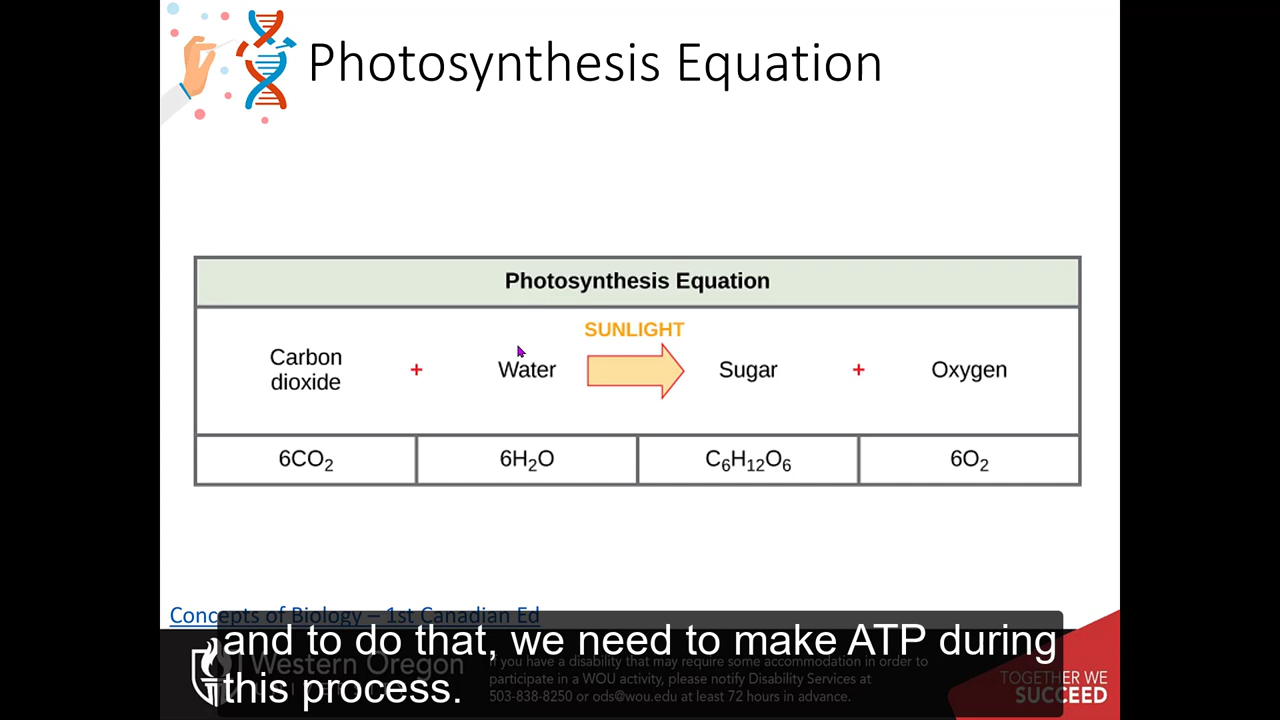 Photosynthesis Equation
Photosynthesis Equation
SUNLIGHT
Carbon
dioxide
+
Water
Sugar
+
Oxygen
6CO₂
6H₂O
C₆H₁₂O₆
6O₂
Concepts of Biology – 1st Canadian Ed
and to do that, we need to make ATP during
this process.
Western Oregon
If you have a disability that may require some accommodation in order to
participate in a WOU activity, please notify Disability Services at
503-838-8250 or ods@wou.edu at least 72 hours in advance.
TOGETHER WE
SUCCEED